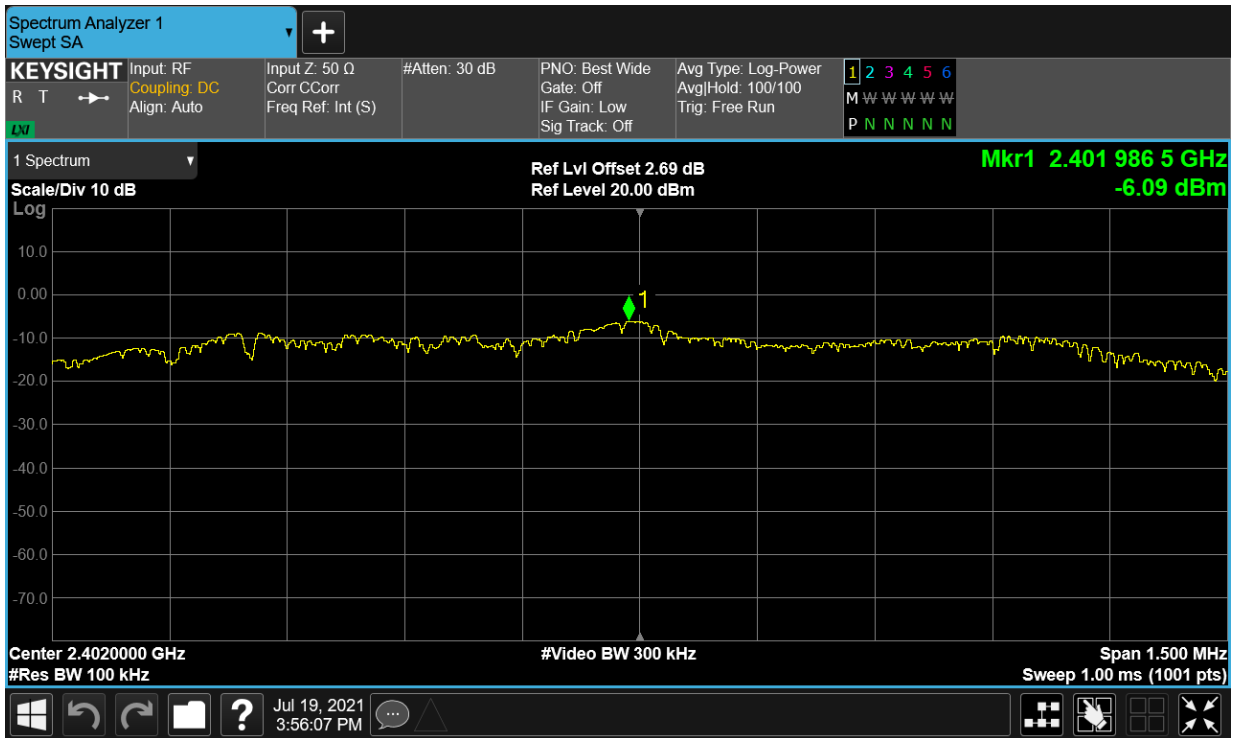 Spectrum Analyzer 1
Swept SA
KEYSIGHT
R T
LXI
Input: RF
Coupling: DC
Align: Auto
Input Z: 50 Ω
Corr CCorr
Freq Ref: Int (S)
#Atten: 30 dB
PNO: Best Wide
Gate: Off
IF Gain: Low
Sig Track: Off
Avg Type: Log-Power
Avg|Hold: 100/100
Trig: Free Run
1 2 3 4 5 6
M W W W W W
P N N N N N
1 Spectrum
Scale/Div 10 dB
Log
Ref Lvl Offset 2.69 dB
Ref Level 20.00 dBm
Mkr1 2.401 986 5 GHz
-6.09 dBm
10.0
0.00
1
-10.0
-20.0
-30.0
-40.0
-50.0
-60.0
-70.0
Center 2.4020000 GHz
#Video BW 300 kHz
Span 1.500 MHz
#Res BW 100 kHz
Sweep 1.00 ms (1001 pts)
?
Jul 19, 2021
3:56:07 PM